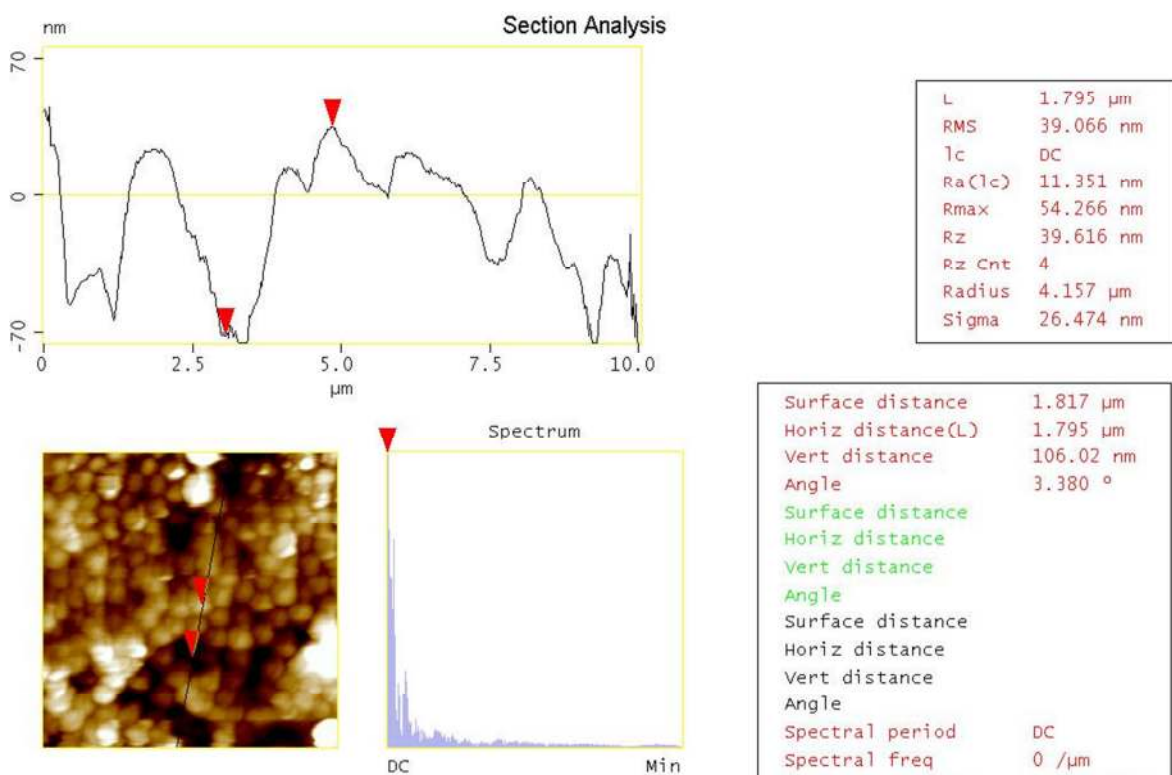 Section Analysis
nm
70
0
-70
0 2.5 5.0 7.5 10.0
µm
L 1.795 µm
RMS 39.066 nm
lc DC
Ra(lc) 11.351 nm
Rmax 54.266 nm
Rz 39.616 nm
Rz Cnt 4
Radius 4.157 µm
Sigma 26.474 nm
Spectrum
DC Min
Surface distance 1.817 µm
Horiz distance(L) 1.795 µm
Vert distance 106.02 nm
Angle 3.380 °
Surface distance
Horiz distance
Vert distance
Angle
Surface distance
Horiz distance
Vert distance
Angle
Spectral period DC
Spectral freq 0 /µm